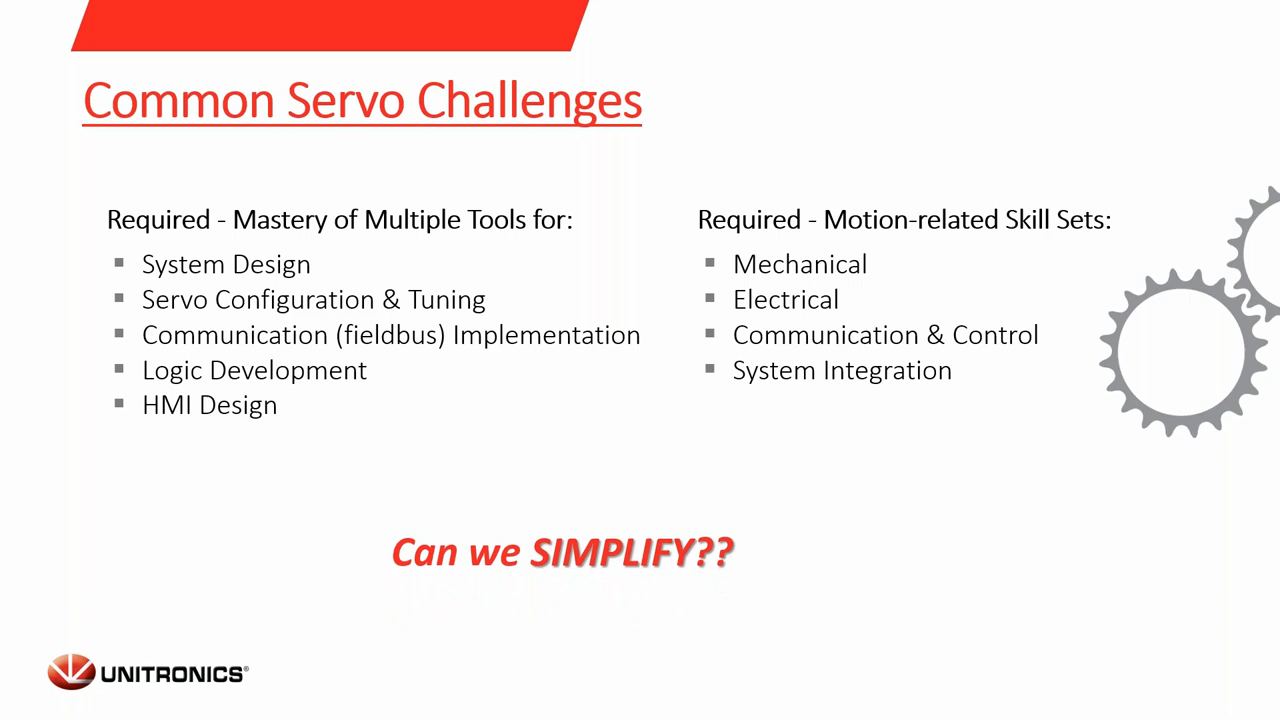 Common Servo Challenges
Required - Mastery of Multiple Tools for:
▪ System Design
▪ Servo Configuration & Tuning
▪ Communication (fieldbus) Implementation
▪ Logic Development
▪ HMI Design
Required - Motion-related Skill Sets:
▪ Mechanical
▪ Electrical
▪ Communication & Control
▪ System Integration
Can we SIMPLIFY??
UNITRONICS®